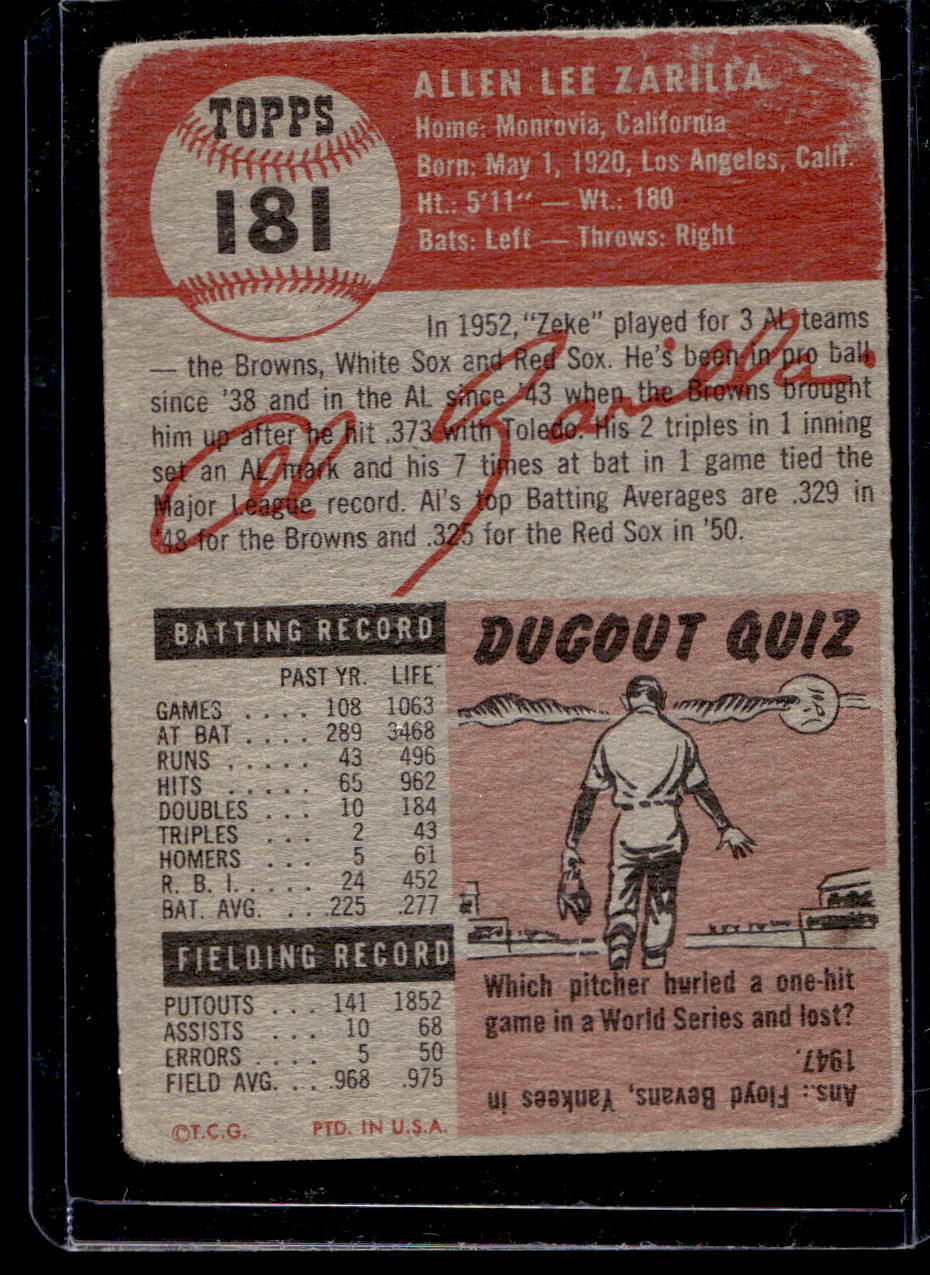 TOPPS
181
ALLEN LEE ZARILLA
Home: Monrovia, California
Born: May 1, 1920, Los Angeles, Calif.
Ht.: 5'11" — Wt.: 180
Bats: Left — Throws: Right
In 1952, "Zeke" played for 3 AL teams
— the Browns, White Sox and Red Sox. He's been in pro ball
since '38 and in the AL since '43 when the Browns brought
him up after he hit .373 with Toledo. His 2 triples in 1 inning
set an AL mark and his 7 times at bat in 1 game tied the
Major League record. Al's top Batting Averages are .329 in
'48 for the Browns and .325 for the Red Sox in '50.
Al Zarilla
BATTING RECORD
PAST YR. LIFE
GAMES . . . . 108 1063
AT BAT . . . . 289 3468
RUNS . . . . . 43 496
HITS . . . . . 65 962
DOUBLES . . . 10 184
TRIPLES . . . 2 43
HOMERS . . . 5 61
R. B. I. . . . . 24 452
BAT. AVG. . . .225 .277
FIELDING RECORD
PUTOUTS . . . 141 1852
ASSISTS . . . . 10 68
ERRORS . . . . 5 50
FIELD AVG. . . .968 .975
©T.C.G. PTD. IN U.S.A.
DUGOUT QUIZ
Which pitcher hurled a one-hit
game in a World Series and lost?
Ans.: Floyd Bevans, Yankees in
1947.